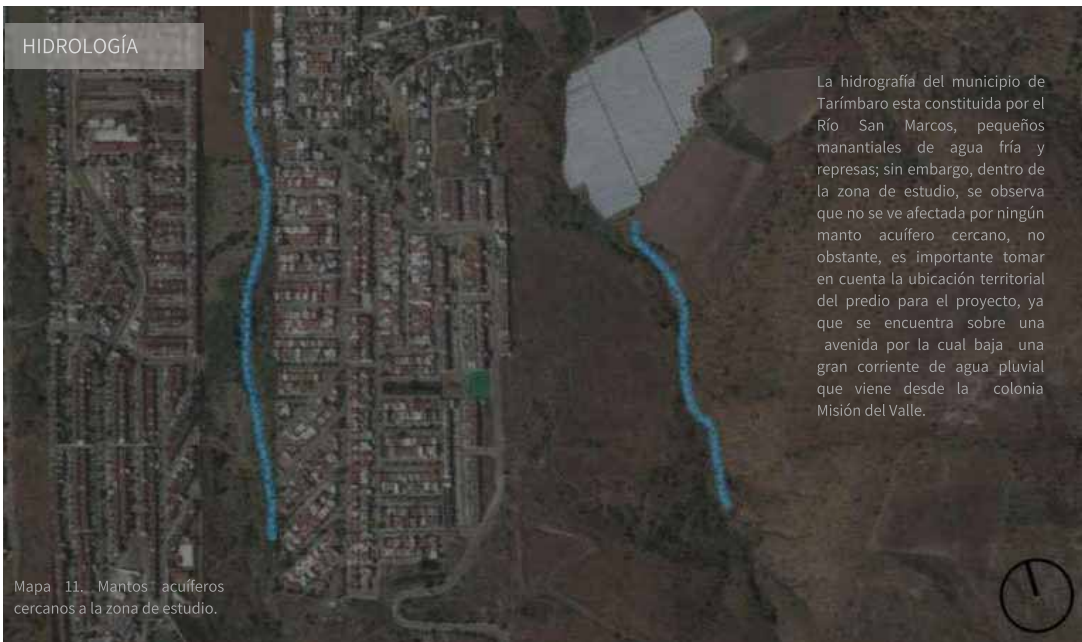 HIDROLOGÍA
La hidrografía del municipio de
Tarímbaro esta constituida por el
Río San Marcos, pequeños
manantiales de agua fría y
represas; sin embargo, dentro de
la zona de estudio, se observa
que no se ve afectada por ningún
manto acuífero cercano, no
obstante, es importante tomar
en cuenta la ubicación territorial
del predio para el proyecto, ya
que se encuentra sobre una
avenida por la cual baja una
gran corriente de agua pluvial
que viene desde la colonia
Misión del Valle.
Mapa 11. Mantos acuíferos
cercanos a la zona de estudio.